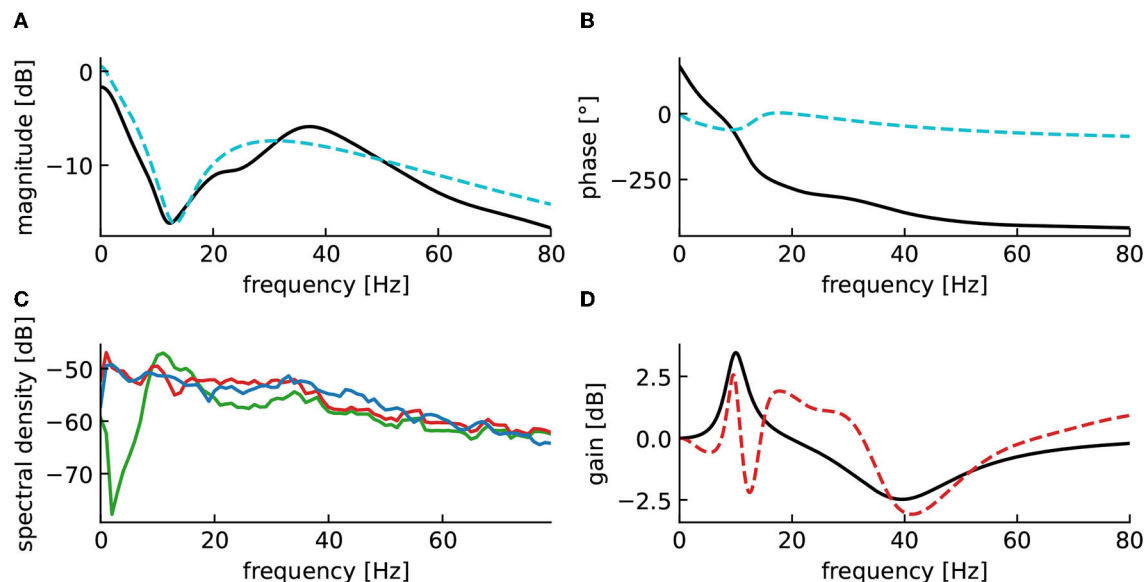 A
magnitude [dB]
0
−10
0 20 40 60 80
frequency [Hz]
B
phase [°]
0
−250
0 20 40 60 80
frequency [Hz]
C
spectral density [dB]
−50
−60
−70
0 20 40 60
frequency [Hz]
D
gain [dB]
2.5
0.0
−2.5
0 20 40 60 80
frequency [Hz]